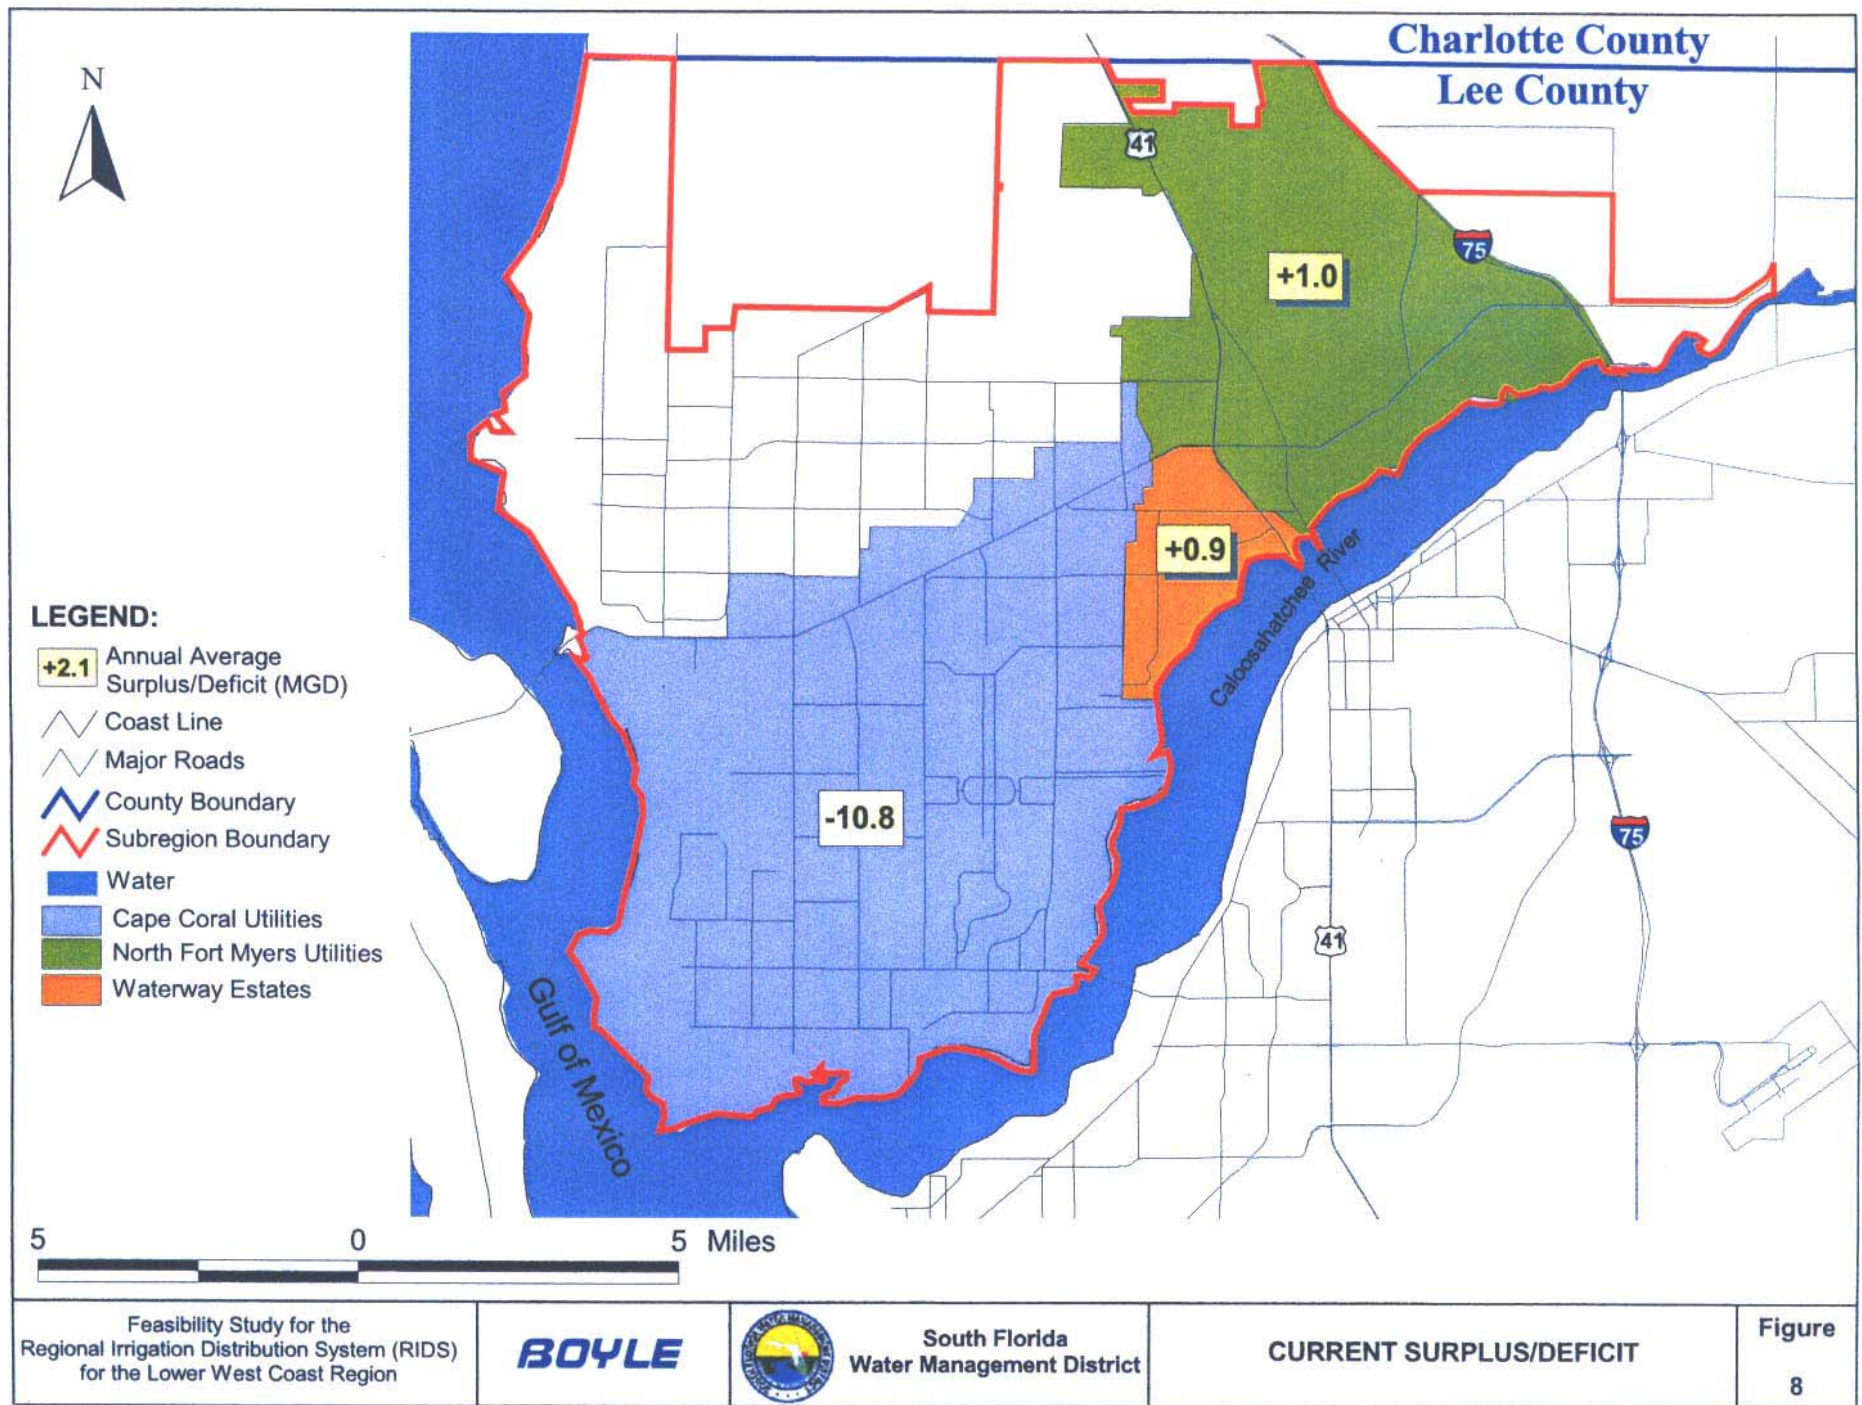 Charlotte County
Lee County
N
41
75
+1.0
+0.9
Caloosahatchee River
-10.8
75
41
Gulf of Mexico
LEGEND:
+2.1
Annual Average
Surplus/Deficit (MGD)
Coast Line
Major Roads
County Boundary
Subregion Boundary
Water
Cape Coral Utilities
North Fort Myers Utilities
Waterway Estates
5 0 5 Miles
Feasibility Study for the
Regional Irrigation Distribution System (RIDS)
for the Lower West Coast Region
BOYLE
South Florida
Water Management District
CURRENT SURPLUS/DEFICIT
Figure
8